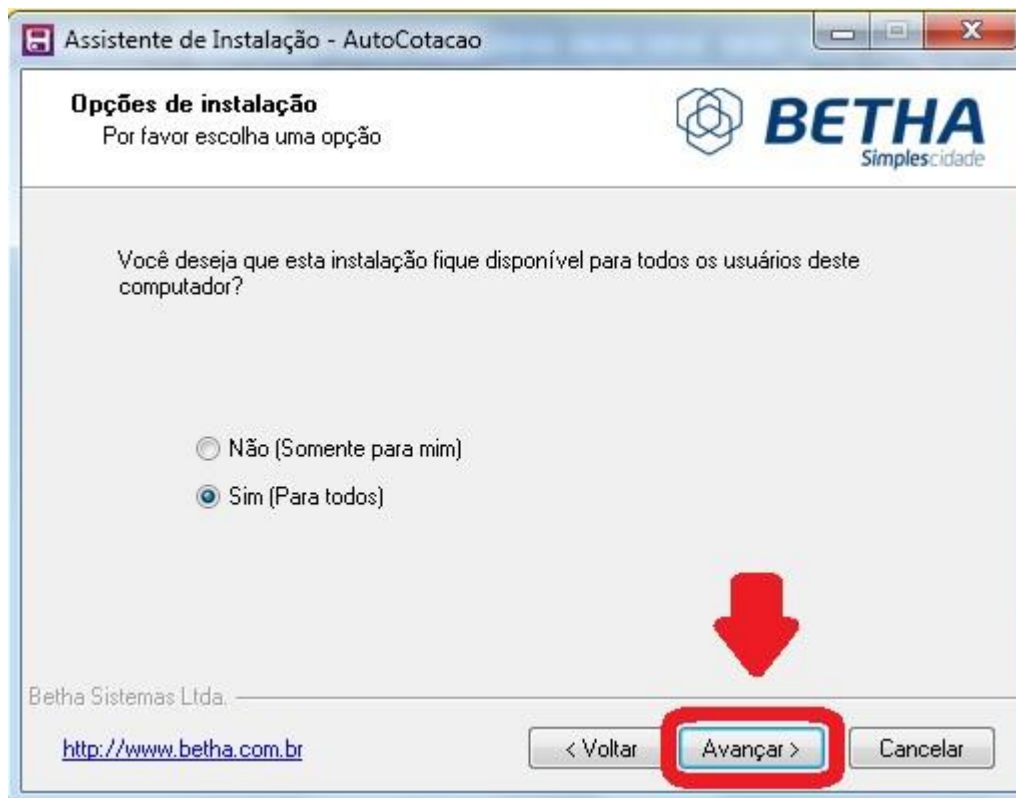 Assistente de Instalação - AutoCotacao
Opções de instalação
Por favor escolha uma opção
BETHA
Simplescidade
Você deseja que esta instalação fique disponível para todos os usuários deste
computador?
Não (Somente para mim)
Sim (Para todos)
Betha Sistemas Ltda.
http://www.betha.com.br
< Voltar
Avançar >
Cancelar